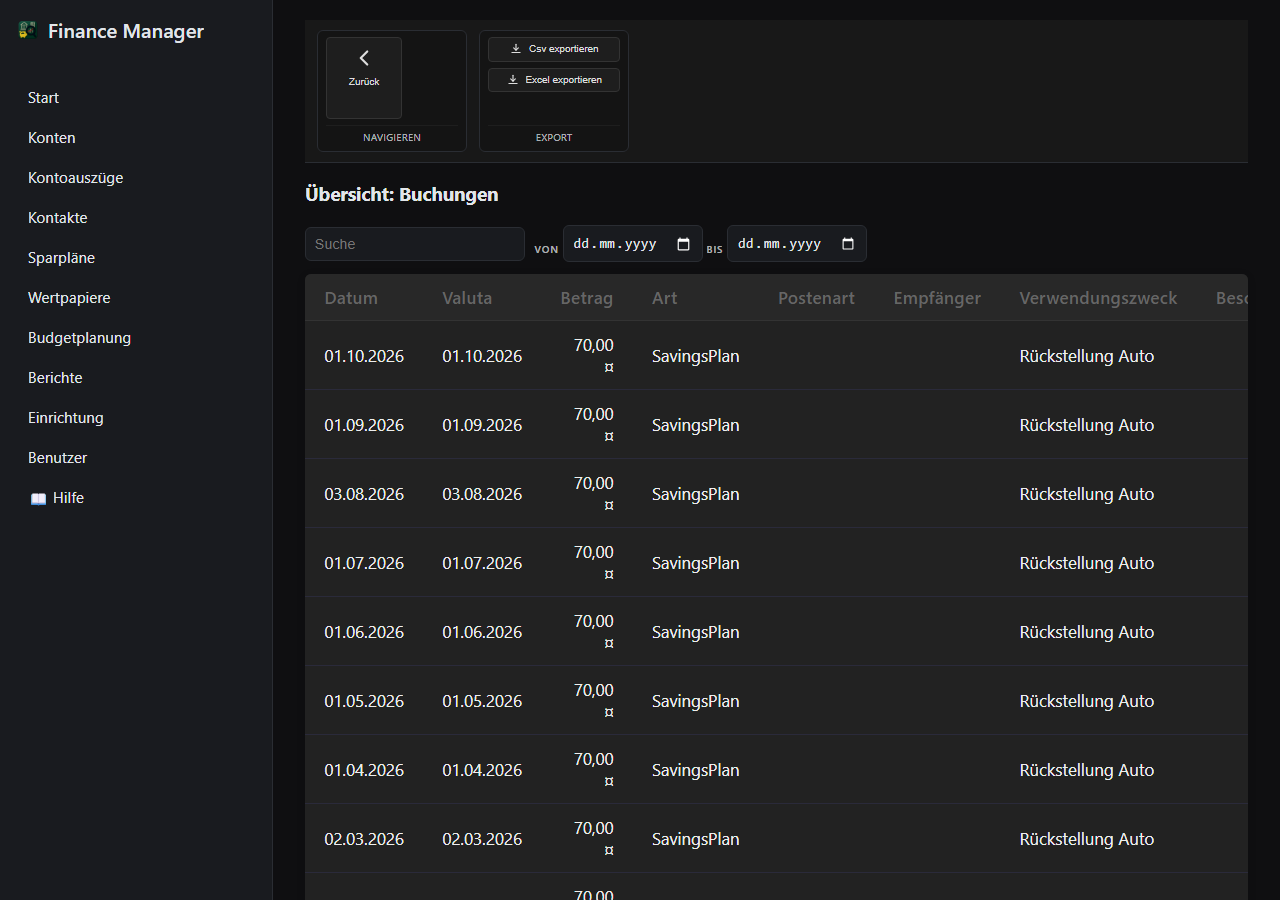 Finance Manager
Start
Konten
Kontoauszüge
Kontakte
Sparpläne
Wertpapiere
Budgetplanung
Berichte
Einrichtung
Benutzer
Hilfe
Zurück
NAVIGIEREN
Csv exportieren
Excel exportieren
EXPORT
Übersicht: Buchungen
Suche VON dd.mm.yyyy BIS dd.mm.yyyy
Datum Valuta Betrag Art Postenart Empfänger Verwendungszweck Besc
01.10.2026 01.10.2026 70,00 ¤ SavingsPlan Rückstellung Auto
01.09.2026 01.09.2026 70,00 ¤ SavingsPlan Rückstellung Auto
03.08.2026 03.08.2026 70,00 ¤ SavingsPlan Rückstellung Auto
01.07.2026 01.07.2026 70,00 ¤ SavingsPlan Rückstellung Auto
01.06.2026 01.06.2026 70,00 ¤ SavingsPlan Rückstellung Auto
01.05.2026 01.05.2026 70,00 ¤ SavingsPlan Rückstellung Auto
01.04.2026 01.04.2026 70,00 ¤ SavingsPlan Rückstellung Auto
02.03.2026 02.03.2026 70,00 ¤ SavingsPlan Rückstellung Auto
70,00